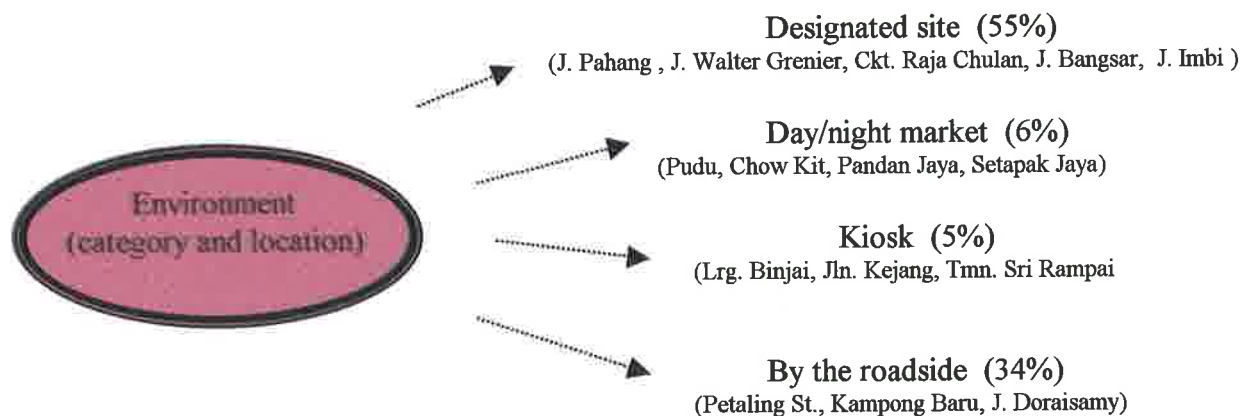 Designated site (55%)
(J. Pahang , J. Walter Grenier, Ckt. Raja Chulan, J. Bangsar, J. Imbi )
Day/night market (6%)
(Pudu, Chow Kit, Pandan Jaya, Setapak Jaya)
Environment
(category and location)
Kiosk (5%)
(Lrg. Binjai, Jln. Kejang, Tmn. Sri Rampai
By the roadside (34%)
(Petaling St., Kampong Baru, J. Doraisamy)